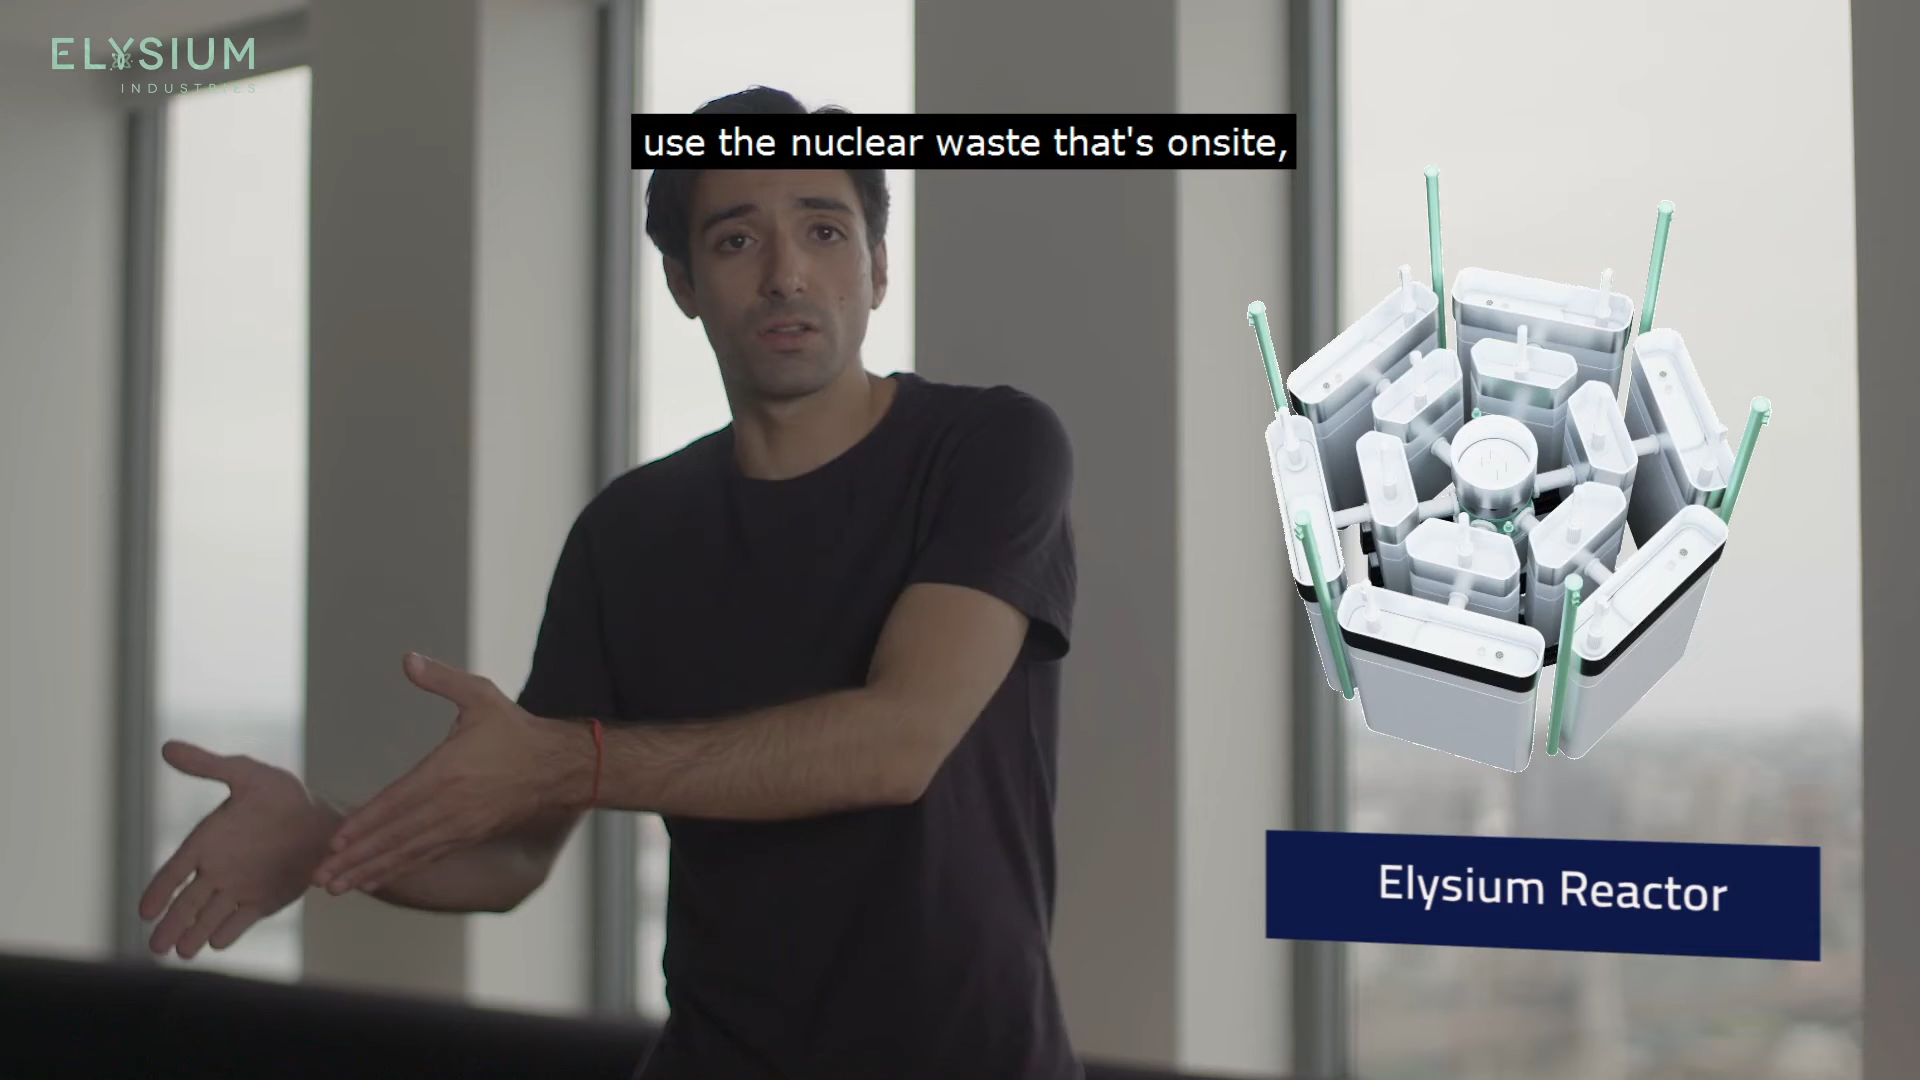 ELYSIUM
INDUSTRIES
use the nuclear waste that's onsite,
Elysium Reactor